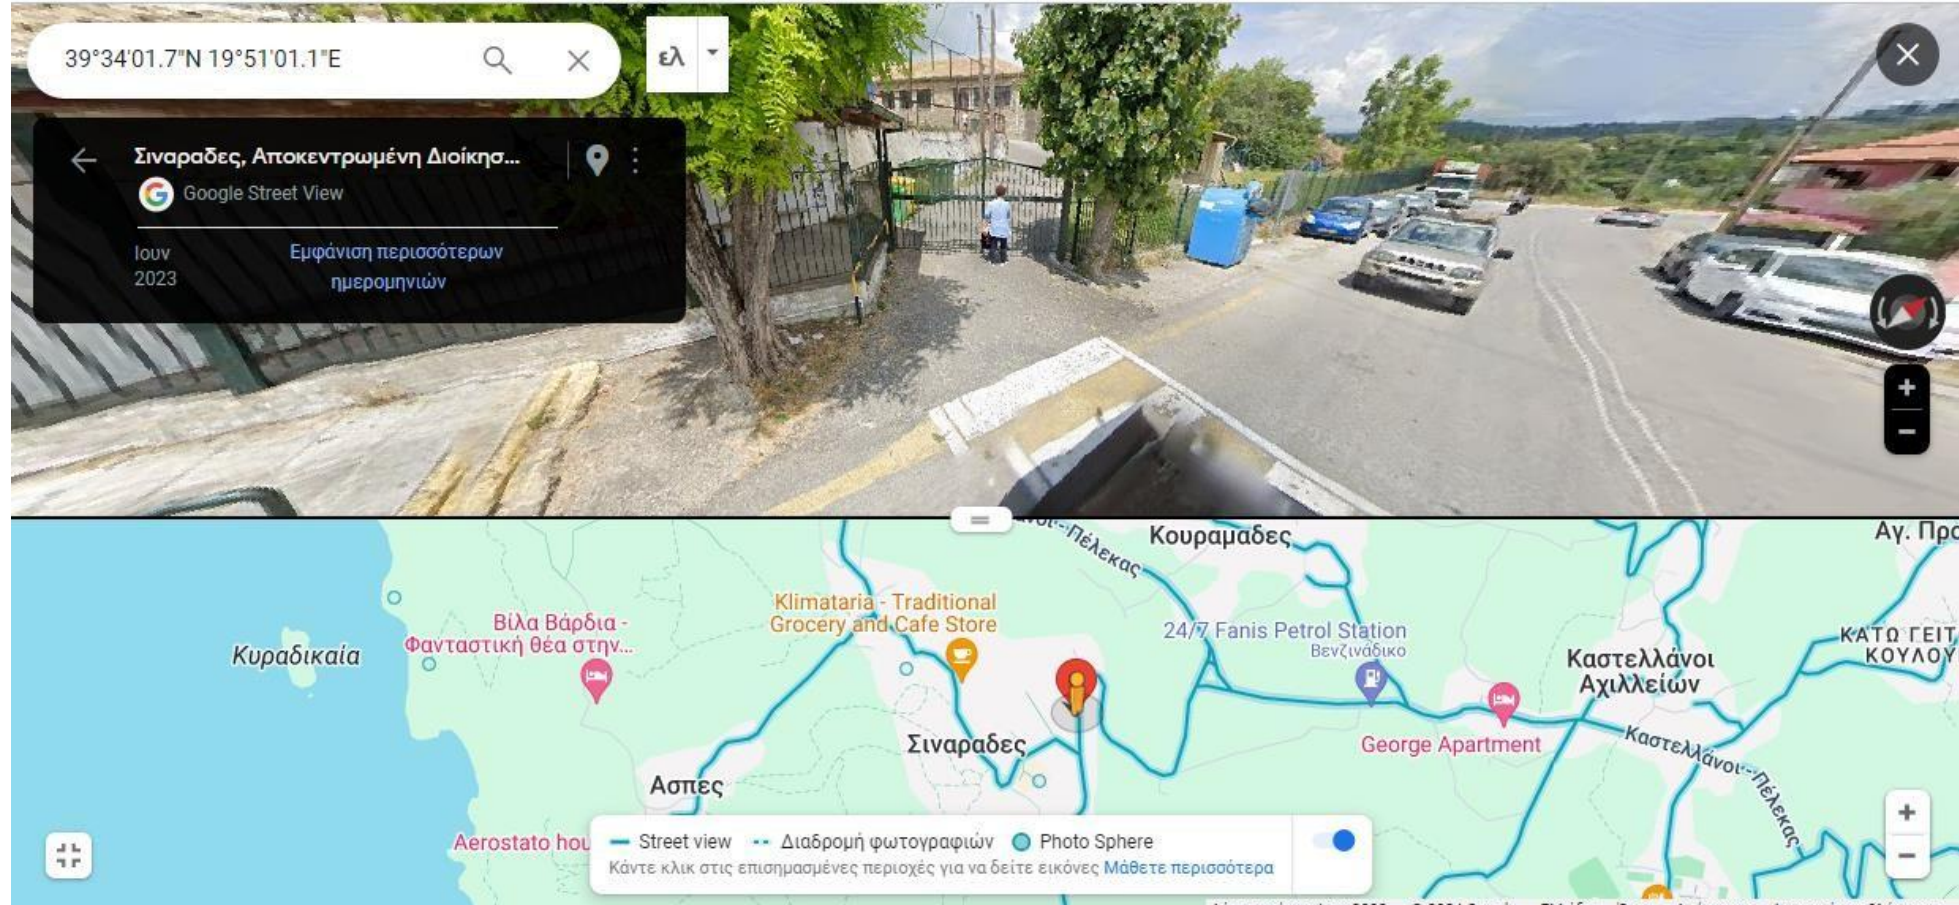 39°34'01.7"N 19°51'01.1"E
ελ
Σιναραδες, Αποκεντρωμένη Διοίκησ...
Google Street View
Ιουν
2023
Εμφάνιση περισσότερων
ημερομηνιών
Κουραμαδες
Αγ. Προ
Πέλεκας
Klimataria - Traditional
Grocery and Cafe Store
Βίλα Βάρδια -
Φανταστική θέα στην...
Κυραδικαία
24/7 Fanis Petrol Station
Βενζινάδικο
ΚΑΤΩ ΓΕΙΤ
ΚΟΥΛΟΥ
Καστελλάνοι
Αχιλλείων
Σιναραδες
George Apartment
Καστελλάνοι - Πέλεκας
Ασπες
Aerostato hou
Street view
Διαδρομή φωτογραφιών
Photo Sphere
Κάντε κλικ στις επισημασμένες περιοχές για να δείτε εικόνες Μάθετε περισσότερα